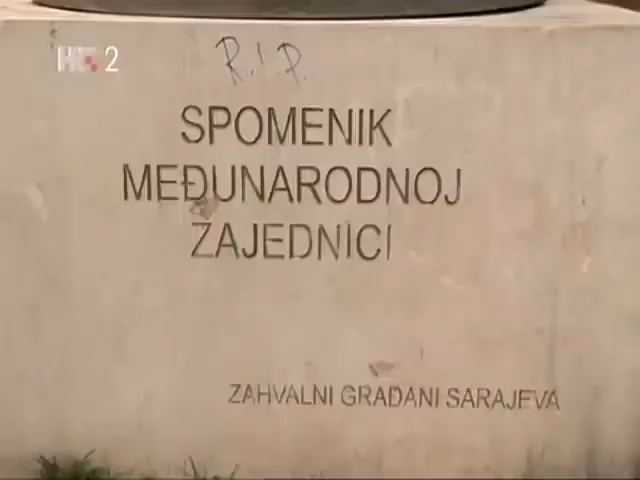 HRT 2
R.I.P.
SPOMENIK
MEĐUNARODNOJ
ZAJEDNICI
ZAHVALNI GRAĐANI SARAJEVA